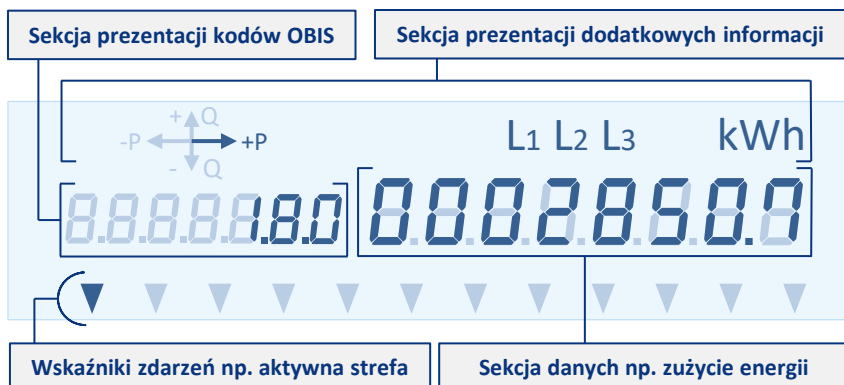 Sekcja prezentacji kodów OBIS
Sekcja prezentacji dodatkowych informacji
+ Q
-P +P
- Q
L1 L2 L3 kWh
1.8.0
0002850.7
Wskaźniki zdarzeń np. aktywna strefa
Sekcja danych np. zużycie energii